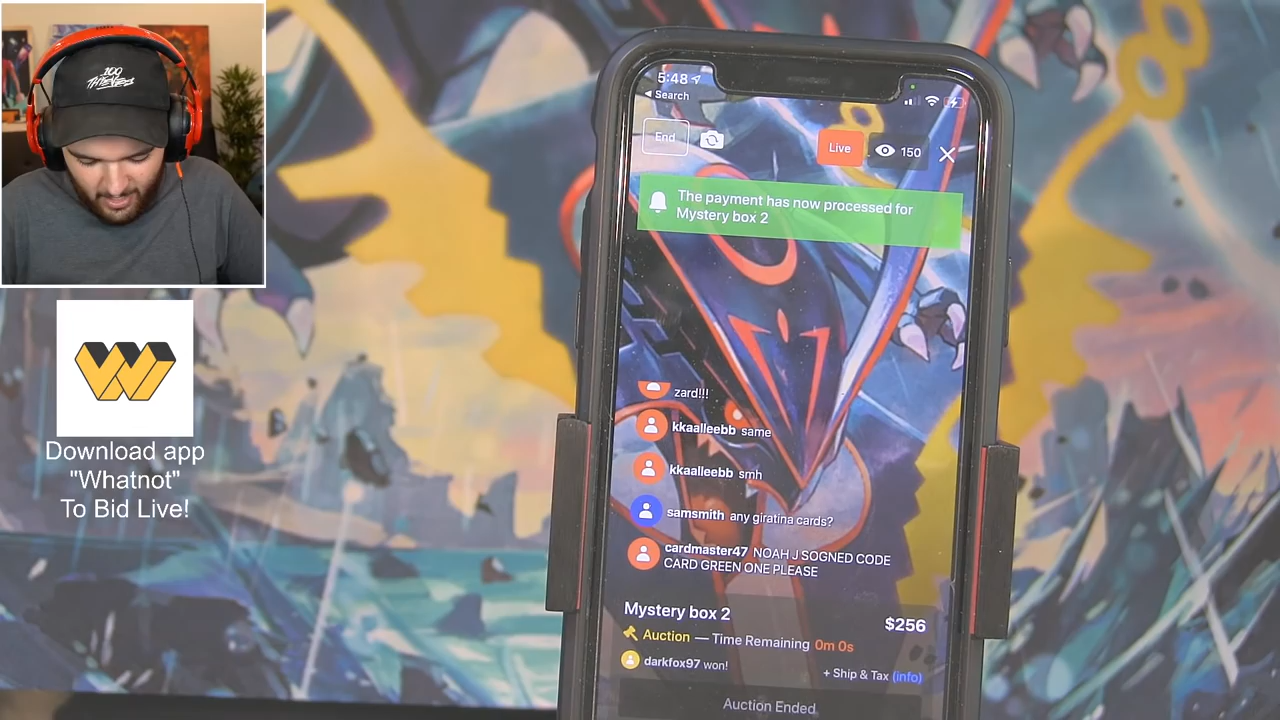 100
THIEVES
Download app
"Whatnot"
To Bid Live!
5:48
Search
End
Live
150
The payment has now processed for
Mystery box 2
zard!!!
kkaalleebb same
kkaalleebb smh
samsmith any giratina cards?
cardmaster47 NOAH J SOGNED CODE
CARD GREEN ONE PLEASE
Mystery box 2
$256
Auction — Time Remaining 0m 0s
darkfox97 won!
+ Ship & Tax (info)
Auction Ended